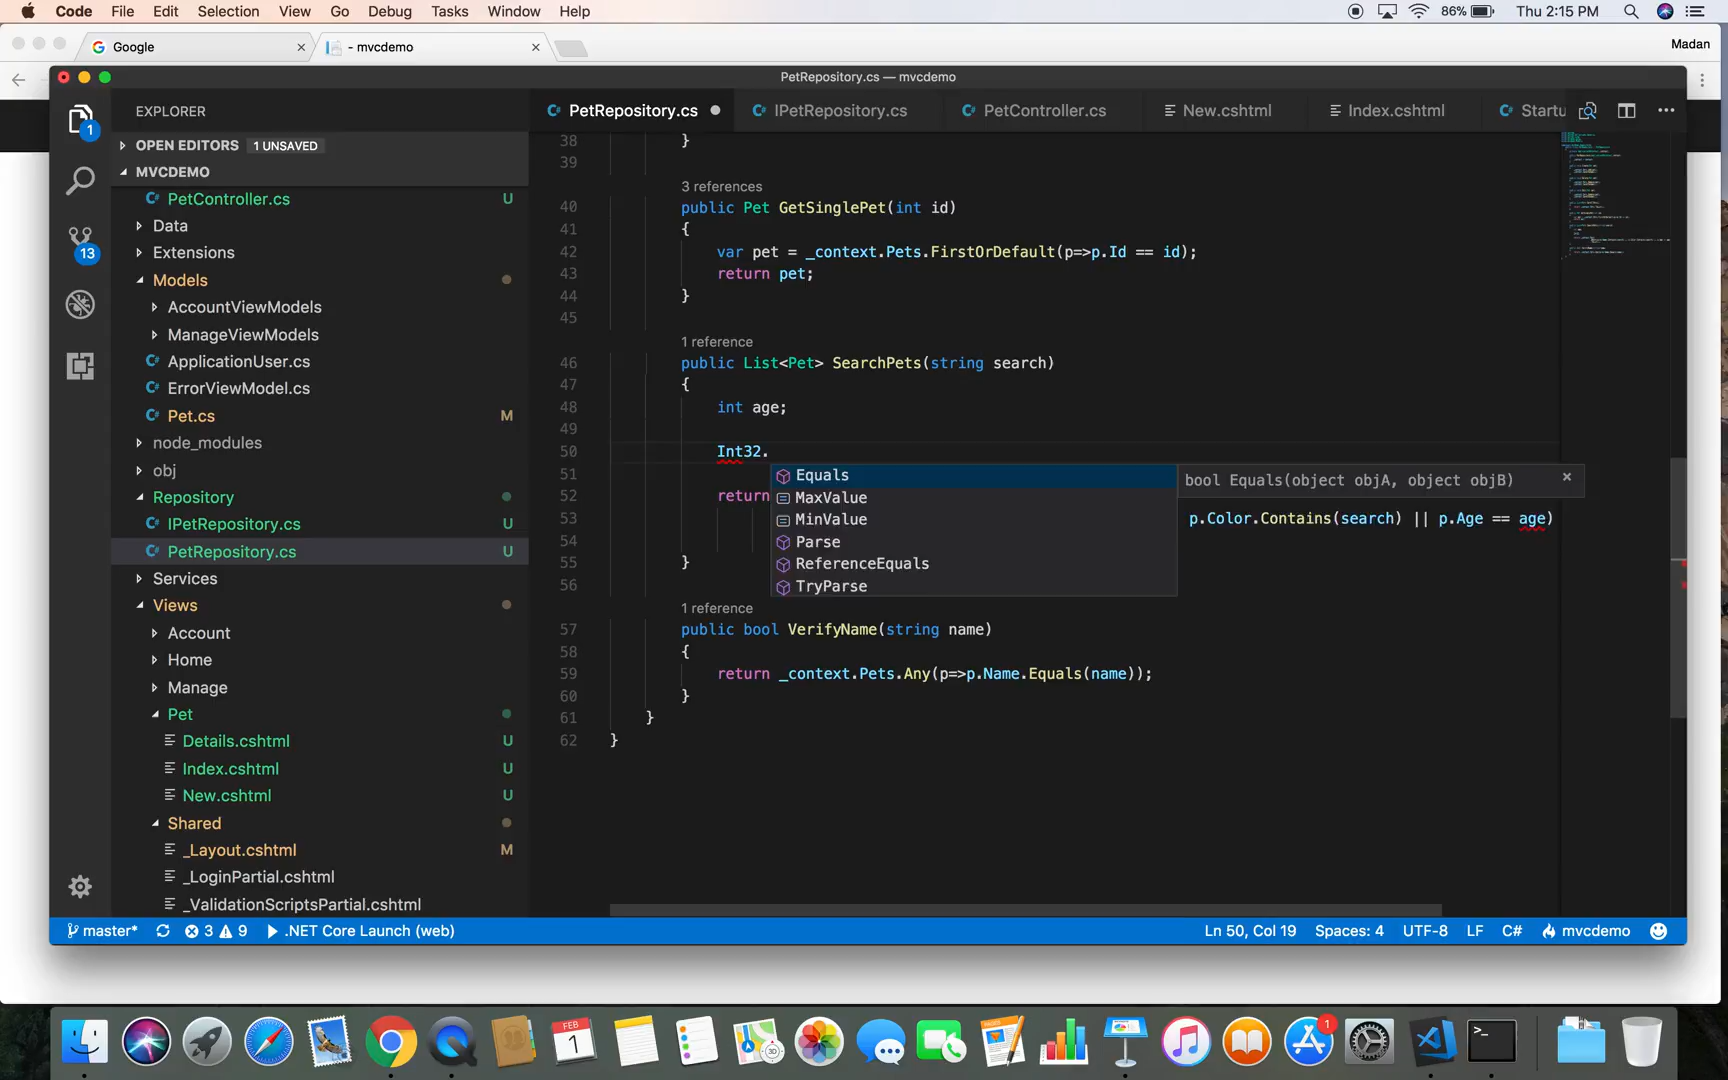 Code File Edit Selection View Go Debug Tasks Window Help 86% Thu 2:15 PM
Google - mvcdemo Madan
PetRepository.cs — mvcdemo
EXPLORER PetRepository.cs IPetRepository.cs PetController.cs New.cshtml Index.cshtml Startu
1
OPEN EDITORS 1 UNSAVED
MVCDEMO
PetController.cs U
Data
Extensions
13
Models
AccountViewModels
ManageViewModels
ApplicationUser.cs
ErrorViewModel.cs
Pet.cs M
node_modules
obj
Repository
IPetRepository.cs U
PetRepository.cs U
Services
Views
Account
Home
Manage
Pet
Details.cshtml U
Index.cshtml U
New.cshtml U
Shared
_Layout.cshtml M
_LoginPartial.cshtml
_ValidationScriptsPartial.cshtml
38 }
39
3 references
40 public Pet GetSinglePet(int id)
41 {
42 var pet = _context.Pets.FirstOrDefault(p=>p.Id == id);
43 return pet;
44 }
45
1 reference
46 public List<Pet> SearchPets(string search)
47 {
48 int age;
49
50 Int32.
51 Equals bool Equals(object objA, object objB)
52 return MaxValue
53 MinValue p.Color.Contains(search) || p.Age == age)
54 Parse
55 } ReferenceEquals
56 TryParse
1 reference
57 public bool VerifyName(string name)
58 {
59 return _context.Pets.Any(p=>p.Name.Equals(name));
60 }
61 }
62 }
master* 3 9 .NET Core Launch (web) Ln 50, Col 19 Spaces: 4 UTF-8 LF C# mvcdemo
FEB
1
3D
1
>_